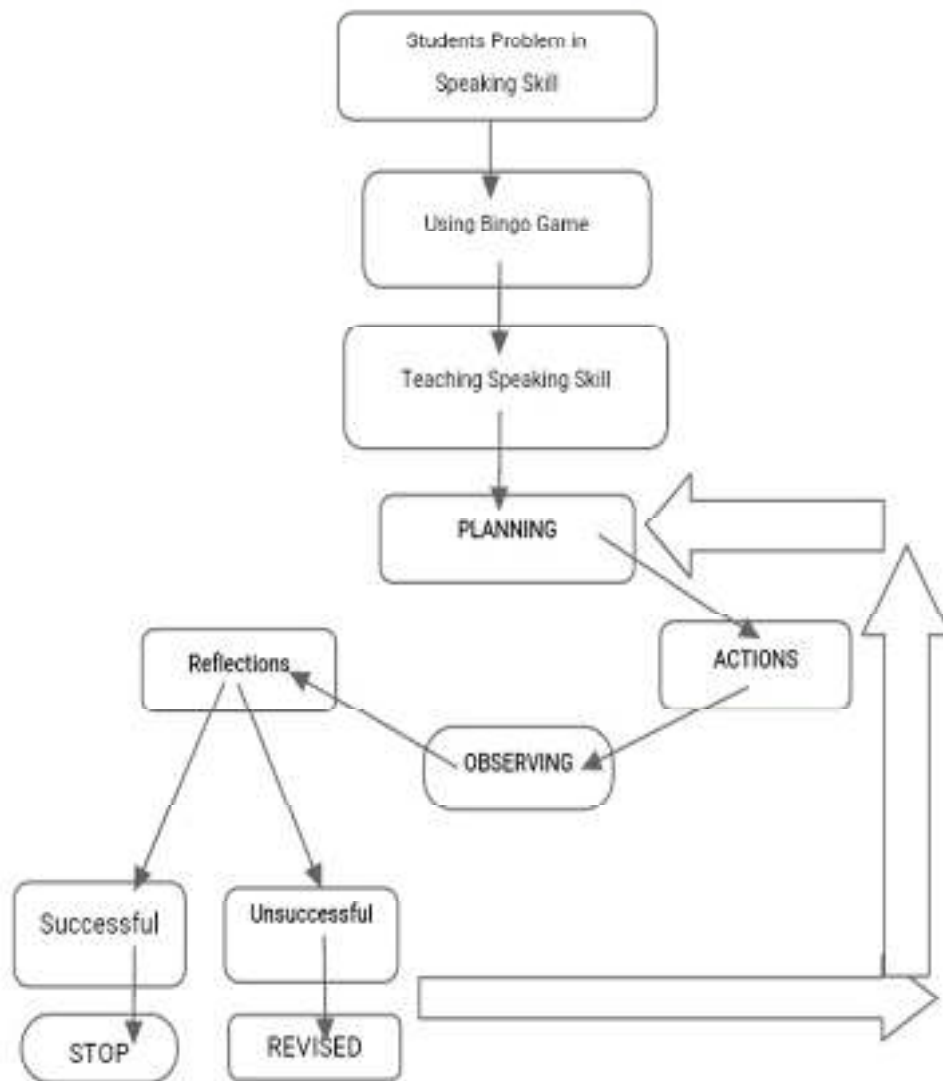 Students Problem in
Speaking Skill
Using Bingo Game
Teaching Speaking Skill
PLANNING
ACTIONS
Reflections
OBSERVING
Successful
Unsuccessful
STOP
REVISED